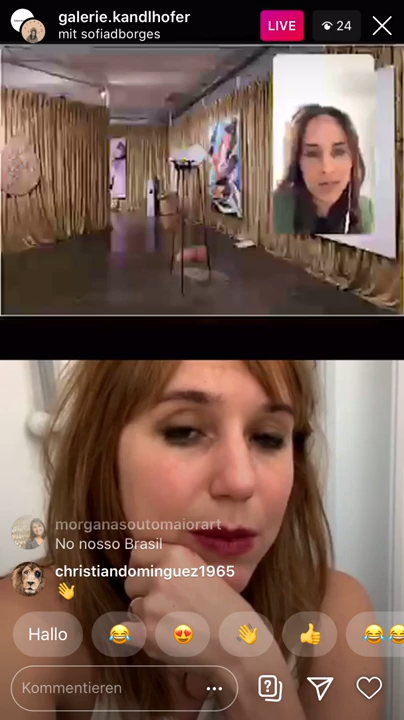 galerie.kandlhofer
mit sofiadborges
LIVE
24
morganasoutomaiorart
No nosso Brasil
christiandominguez1965
👋
Hallo
😂
😍
👋
👍
😂😂
Kommentieren